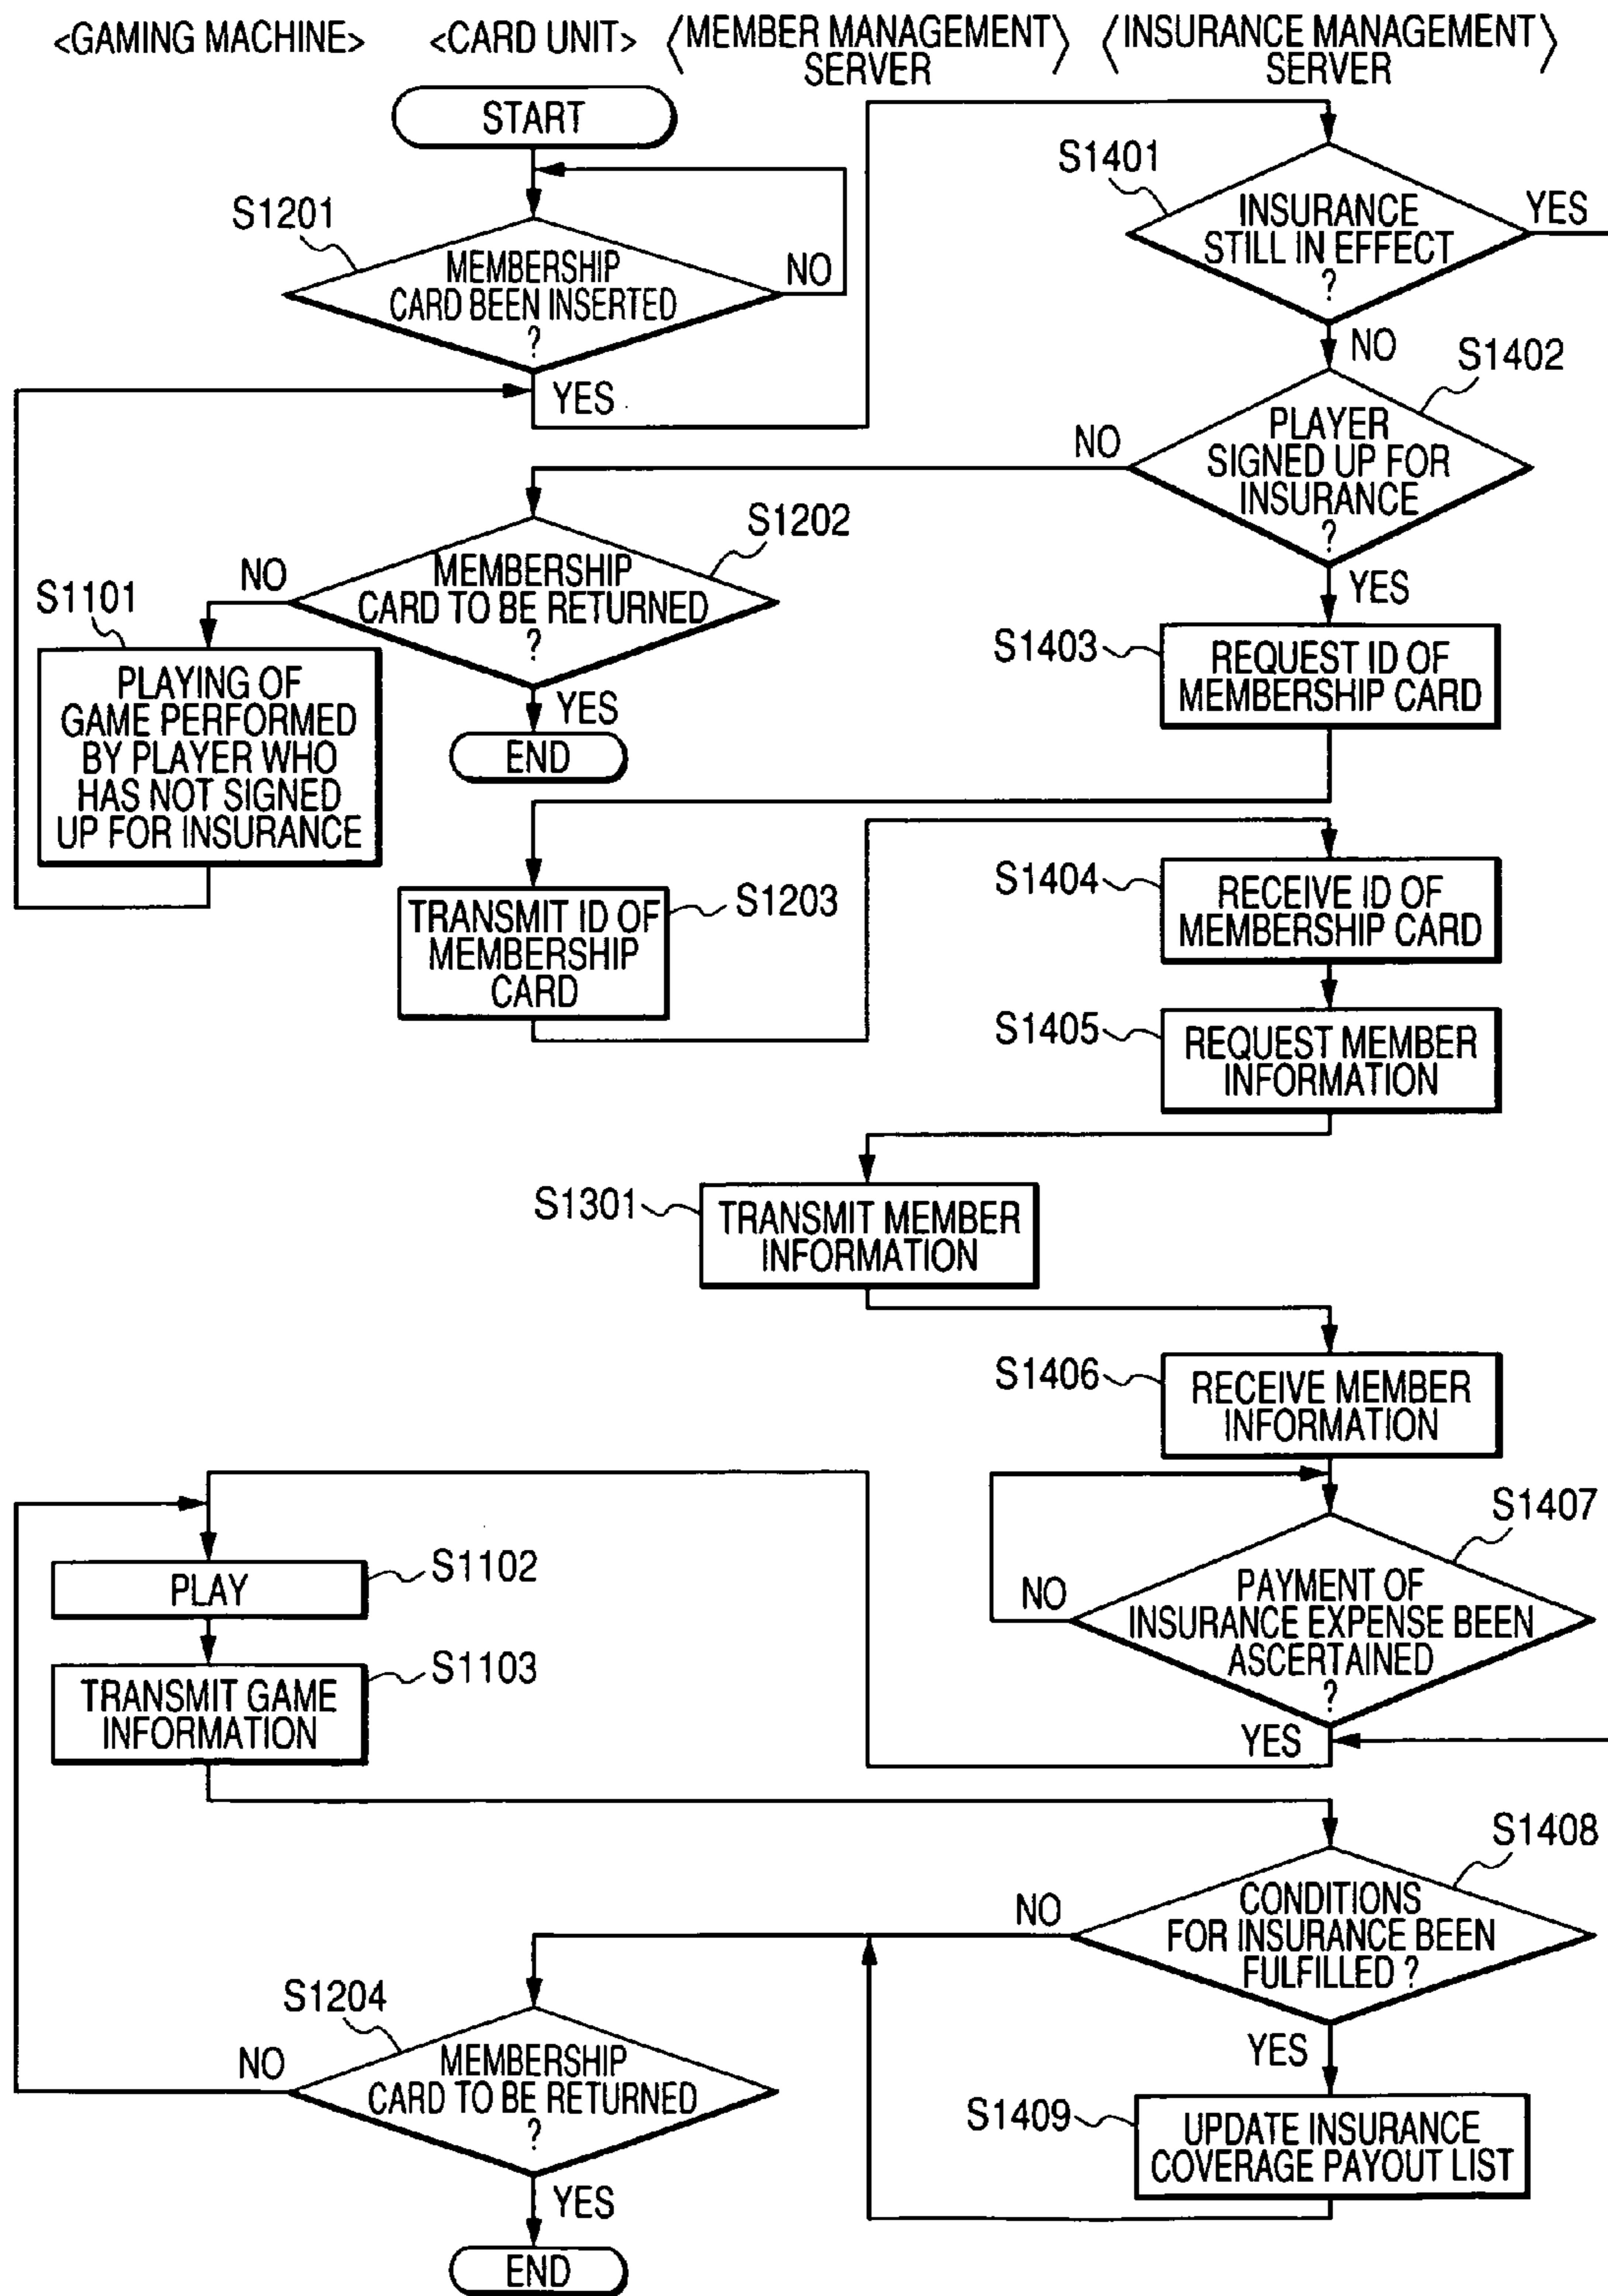 <GAMING MACHINE>
<CARD UNIT>
<MEMBER MANAGEMENT
SERVER>
<INSURANCE MANAGEMENT
SERVER>
START
S1201
MEMBERSHIP
CARD BEEN INSERTED
?
NO
YES
S1401
INSURANCE
STILL IN EFFECT
?
YES
NO
S1402
PLAYER
SIGNED UP FOR
INSURANCE
?
NO
YES
S1202
MEMBERSHIP
CARD TO BE RETURNED
?
NO
YES
END
S1101
PLAYING OF
GAME PERFORMED
BY PLAYER WHO
HAS NOT SIGNED
UP FOR INSURANCE
S1403
REQUEST ID OF
MEMBERSHIP CARD
S1203
TRANSMIT ID OF
MEMBERSHIP
CARD
S1404
RECEIVE ID OF
MEMBERSHIP CARD
S1405
REQUEST MEMBER
INFORMATION
S1301
TRANSMIT MEMBER
INFORMATION
S1406
RECEIVE MEMBER
INFORMATION
S1407
PAYMENT OF
INSURANCE EXPENSE BEEN
ASCERTAINED
?
NO
YES
S1102
PLAY
S1103
TRANSMIT GAME
INFORMATION
S1408
CONDITIONS
FOR INSURANCE BEEN
FULFILLED ?
NO
YES
S1409
UPDATE INSURANCE
COVERAGE PAYOUT LIST
S1204
MEMBERSHIP
CARD TO BE RETURNED
?
NO
YES
END